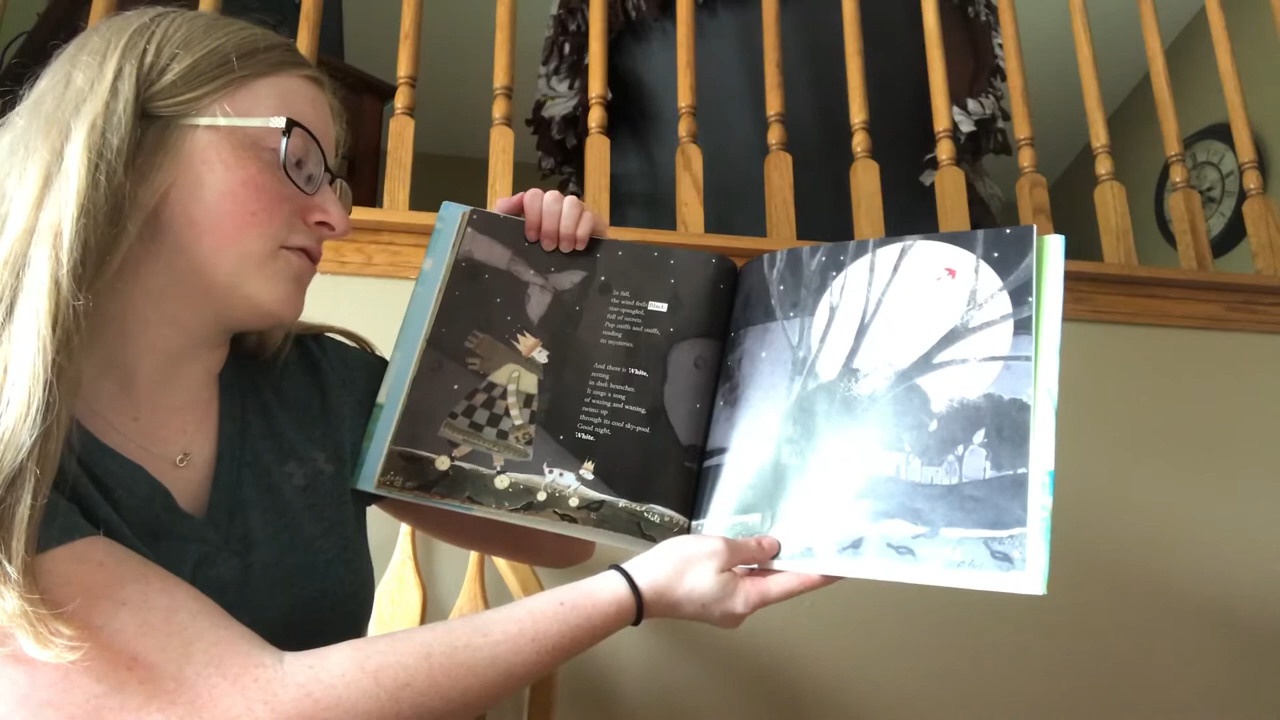 In fall,
the wind feels Black:
star-spangled,
full of secrets.
Pup sniffs and sniffs,
reading
its mysteries.
And there is White,
resting
in dark branches.
It sings a song
of waxing and waning,
swims up
through its cool sky-pool.
Good night,
White.